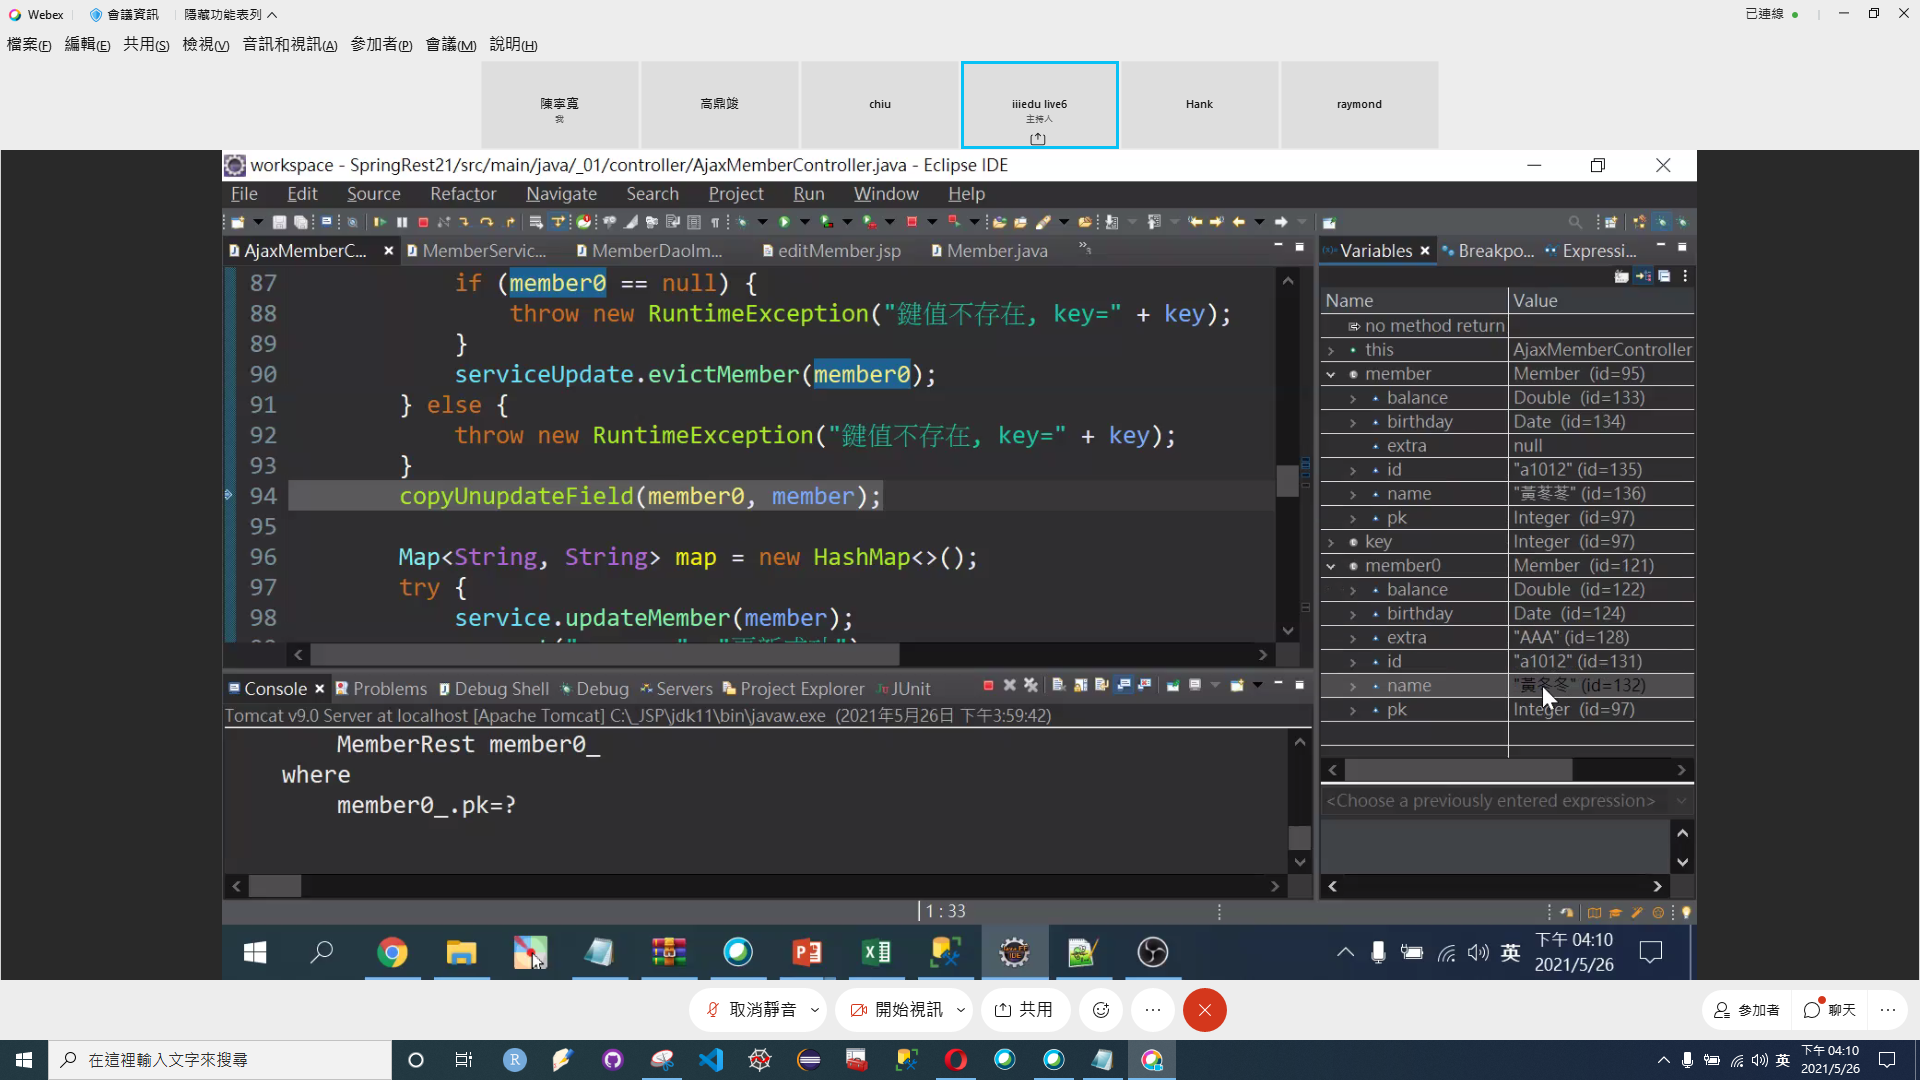 Webex 會議資訊 隱藏功能表列 已連線
檔案(F) 編輯(E) 共用(S) 檢視(V) 音訊和視訊(A) 參加者(P) 會議(M) 說明(H)
陳寧寬 高鼎竣 chiu iiiedu live6 Hank raymond
我 主持人
workspace - SpringRest21/src/main/java/_01/controller/AjaxMemberController.java - Eclipse IDE
File Edit Source Refactor Navigate Search Project Run Window Help
AjaxMemberC... MemberServic... MemberDaoIm... editMember.jsp Member.java »5
87 if (member0 == null) {
88 throw new RuntimeException("鍵值不存在, key=" + key);
89 }
90 serviceUpdate.evictMember(member0);
91 } else {
92 throw new RuntimeException("鍵值不存在, key=" + key);
93 }
94 copyUnupdateField(member0, member);
95
96 Map<String, String> map = new HashMap<>();
97 try {
98 service.updateMember(member);
Variables Breakpo... Expressi...
Name Value
no method return
this AjaxMemberController
member Member (id=95)
balance Double (id=133)
birthday Date (id=134)
extra null
id "a1012" (id=135)
name "黃苳苳" (id=136)
pk Integer (id=97)
key Integer (id=97)
member0 Member (id=121)
balance Double (id=122)
birthday Date (id=124)
extra "AAA" (id=128)
id "a1012" (id=131)
name "黃冬冬" (id=132)
pk Integer (id=97)
<Choose a previously entered expression>
Console Problems Debug Shell Debug Servers Project Explorer JUnit
Tomcat v9.0 Server at localhost [Apache Tomcat] C:\_JSP\jdk11\bin\javaw.exe (2021年5月26日 下午3:59:42)
MemberRest member0_
where
member0_.pk=?
1 : 33
英 下午 04:10
2021/5/26
取消靜音 開始視訊 共用 參加者 聊天
在這裡輸入文字來搜尋
英 下午 04:10
2021/5/26